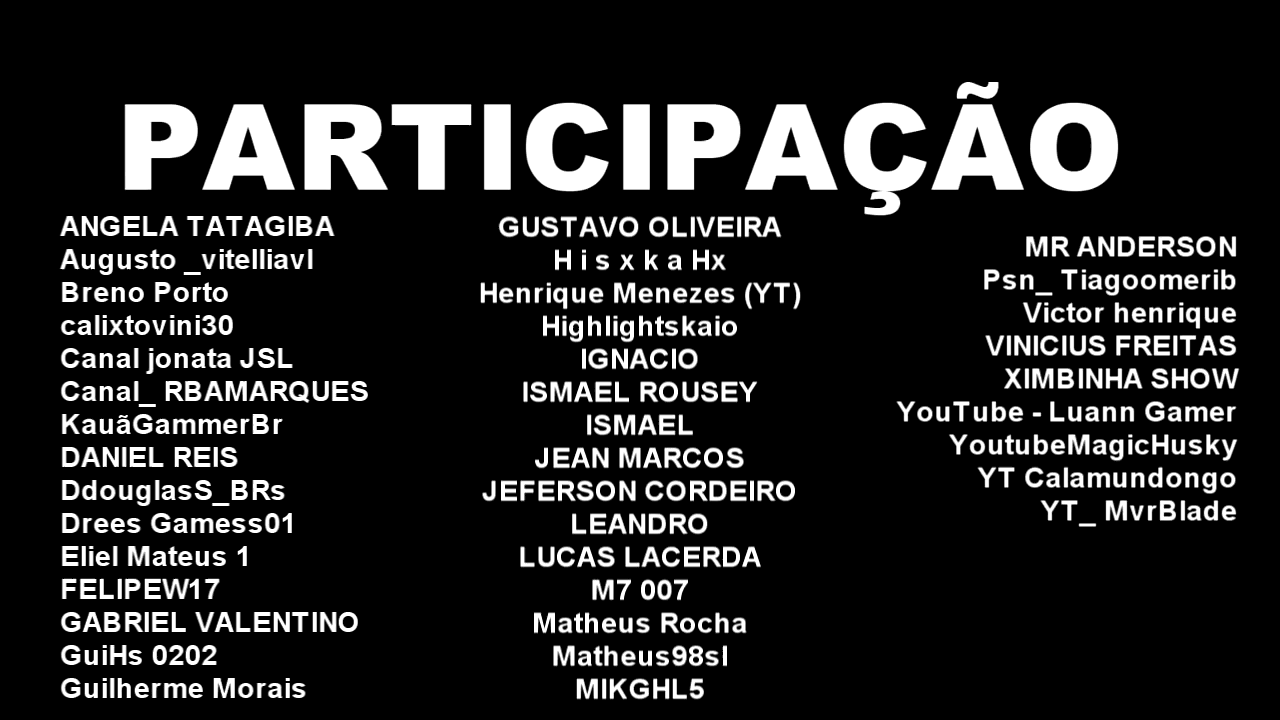 PARTICIPAÇÃO
ANGELA TATAGIBA
Augusto _vitelliavl
Breno Porto
calixtovini30
Canal jonata JSL
Canal_ RBAMARQUES
KauãGammerBr
DANIEL REIS
DdouglasS_BRs
Drees Gamess01
Eliel Mateus 1
FELIPEW17
GABRIEL VALENTINO
GuiHs 0202
Guilherme Morais
GUSTAVO OLIVEIRA
H i s x k a Hx
Henrique Menezes (YT)
Highlightskaio
IGNACIO
ISMAEL ROUSEY
ISMAEL
JEAN MARCOS
JEFERSON CORDEIRO
LEANDRO
LUCAS LACERDA
M7 007
Matheus Rocha
Matheus98sl
MIKGHL5
MR ANDERSON
Psn_ Tiagoomerib
Victor henrique
VINICIUS FREITAS
XIMBINHA SHOW
YouTube - Luann Gamer
YoutubeMagicHusky
YT Calamundongo
YT_ MvrBlade